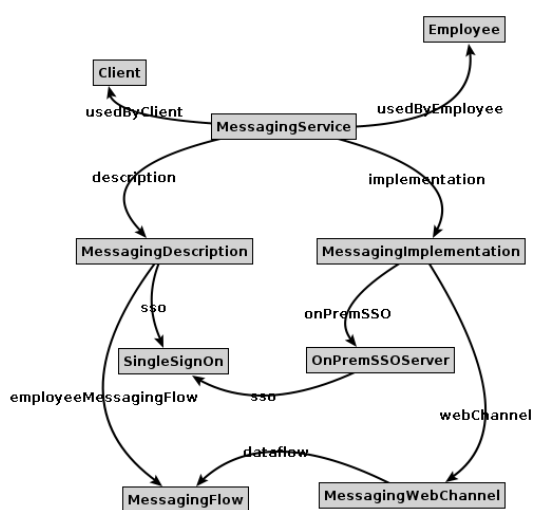 Employee
Client
usedByClient
usedByEmployee
MessagingService
description
implementation
MessagingDescription
MessagingImplementation
sso
onPremSSO
SingleSignOn
OnPremSSOServer
employeeMessagingFlow
sso
webChannel
dataflow
MessagingFlow
MessagingWebChannel